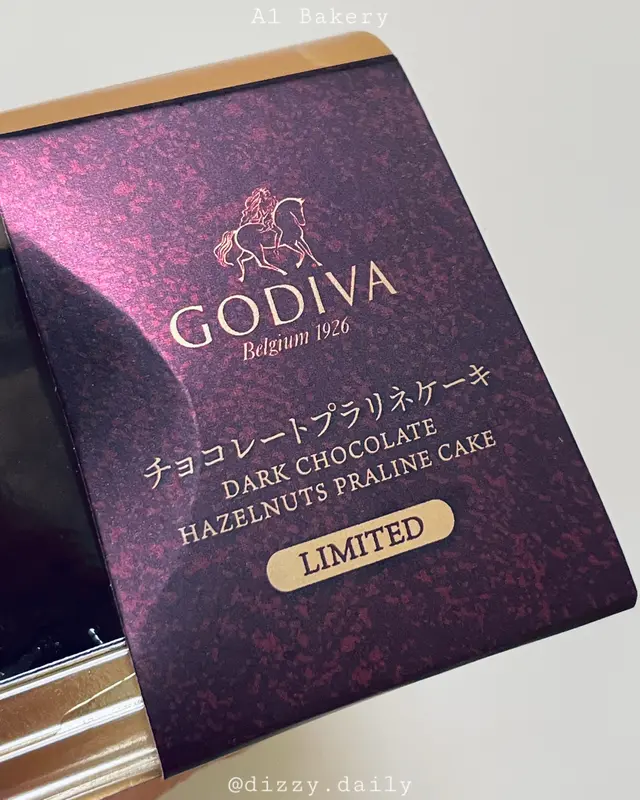 A1 Bakery
GODIVA
Belgium 1926
チョコレートプラリネケーキ
DARK CHOCOLATE
HAZELNUTS PRALINE CAKE
LIMITED
@dizzy.daily